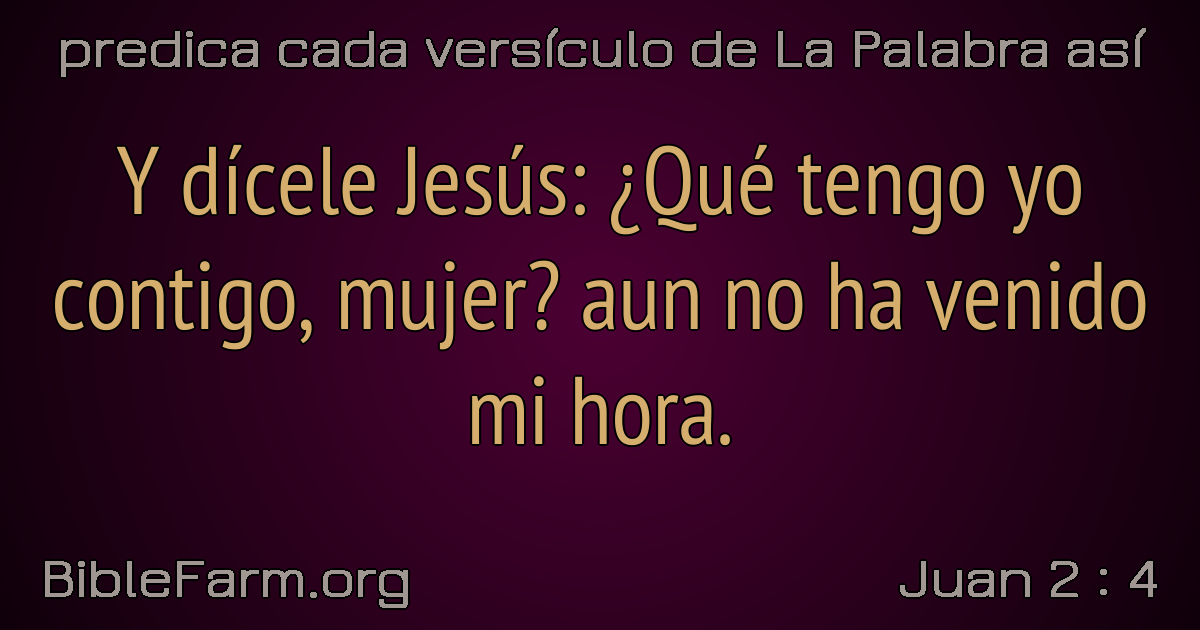 predica cada versículo de La Palabra así
Y dícele Jesús: ¿Qué tengo yo
contigo, mujer? aun no ha venido
mi hora.
BibleFarm.org
Juan 2 : 4